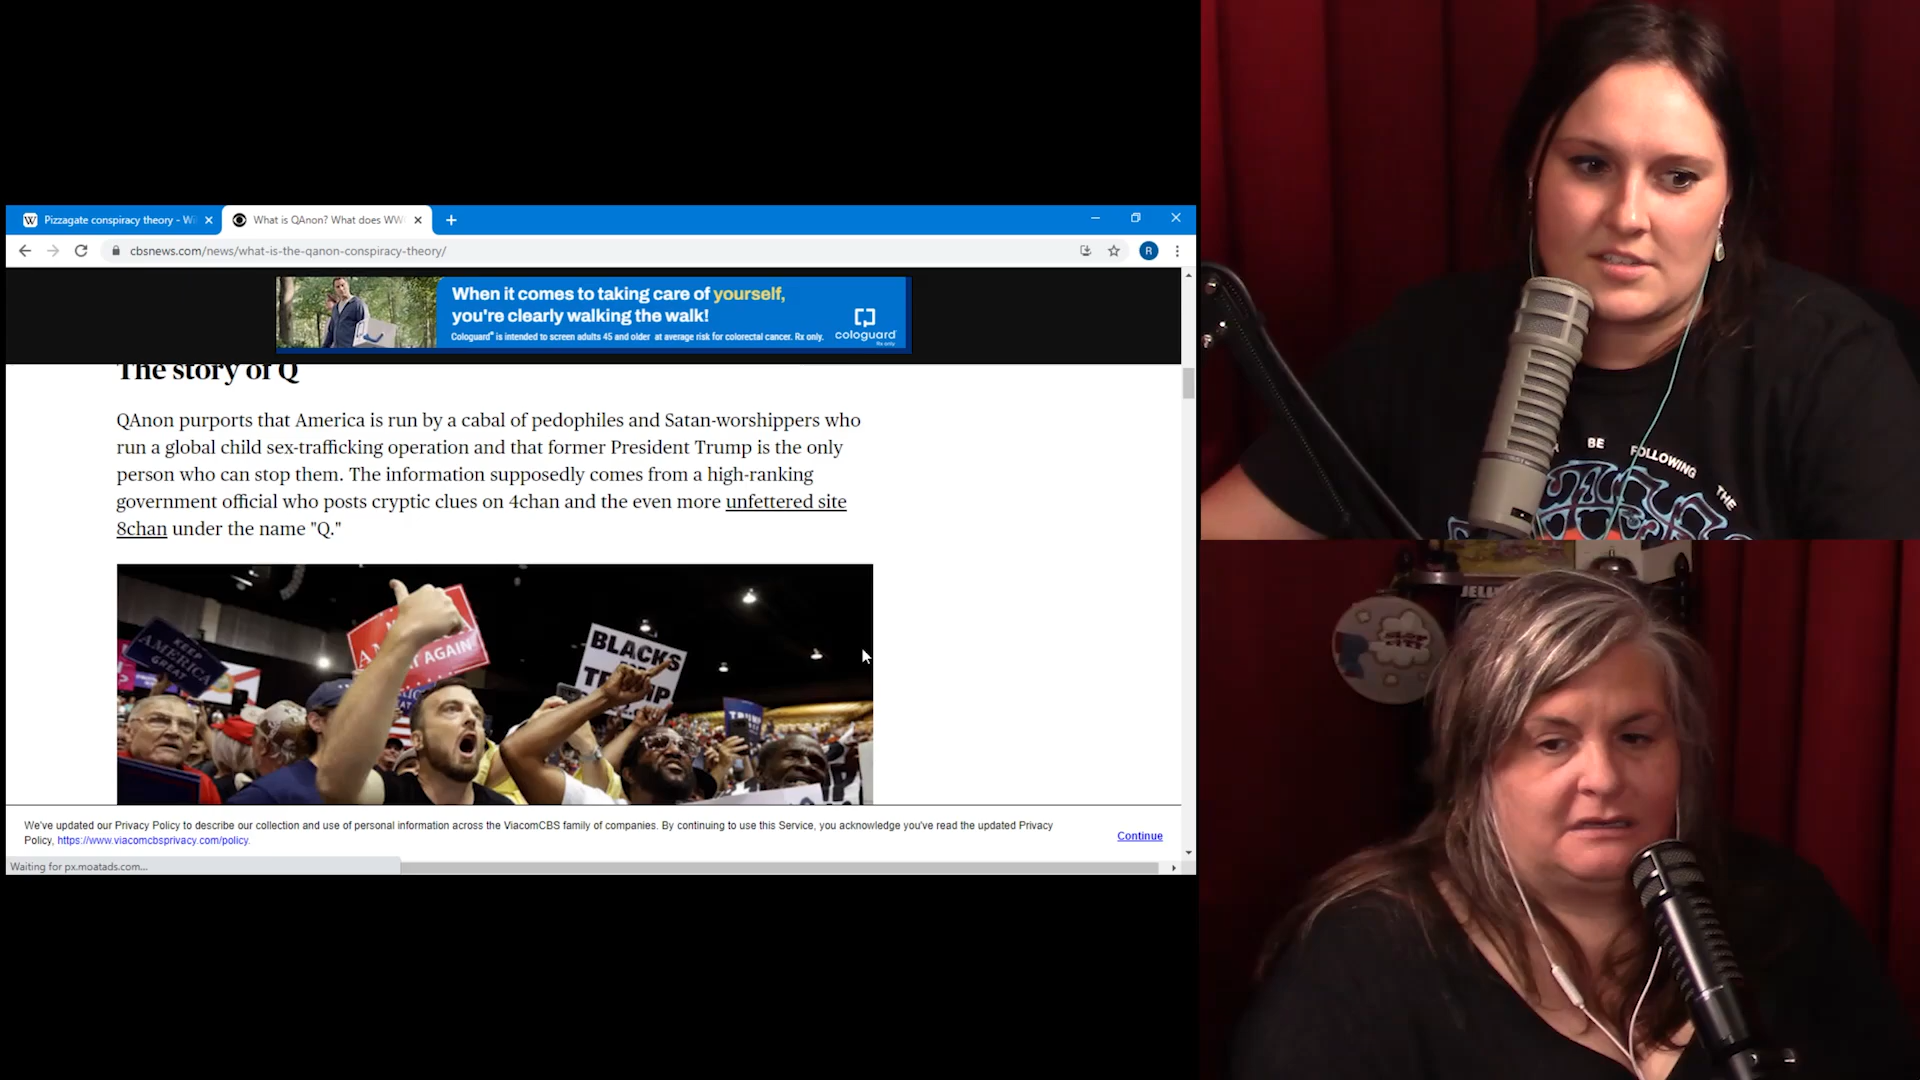 Pizzagate conspiracy theory - Wi
What is QAnon? What does WW
cbsnews.com/news/what-is-the-qanon-conspiracy-theory/
R
When it comes to taking care of yourself,
you're clearly walking the walk!
Cologuard® is intended to screen adults 45 and older at average risk for colorectal cancer. Rx only.
cologuard
Rx only
The story of Q
QAnon purports that America is run by a cabal of pedophiles and Satan-worshippers who
run a global child sex-trafficking operation and that former President Trump is the only
person who can stop them. The information supposedly comes from a high-ranking
government official who posts cryptic clues on 4chan and the even more unfettered site
8chan under the name "Q."
KEEP
AMERICA
GREAT
AGAIN
BLACKS
TRUMP
We've updated our Privacy Policy to describe our collection and use of personal information across the ViacomCBS family of companies. By continuing to use this Service, you acknowledge you've read the updated Privacy
Policy, https://www.viacomcbsprivacy.com/policy.
Continue
Waiting for px.moatads.com...
BE
FOLLOWING
THE